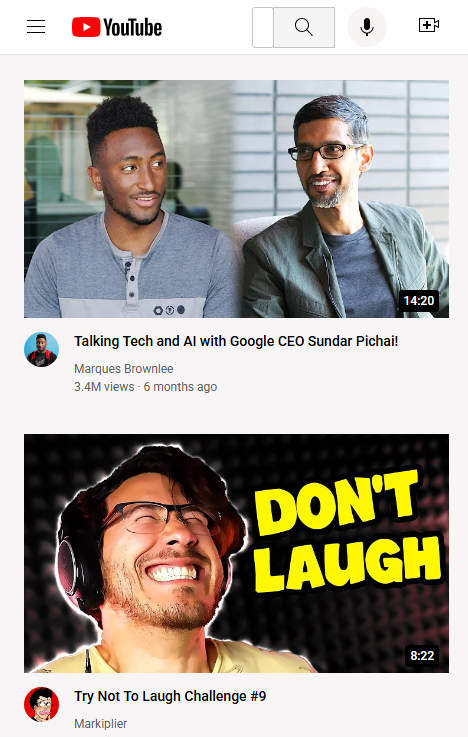 YouTube
14:20
Talking Tech and AI with Google CEO Sundar Pichai!
Marques Brownlee
3.4M views · 6 months ago
DON'T
LAUGH
8:22
Try Not To Laugh Challenge #9
Markiplier